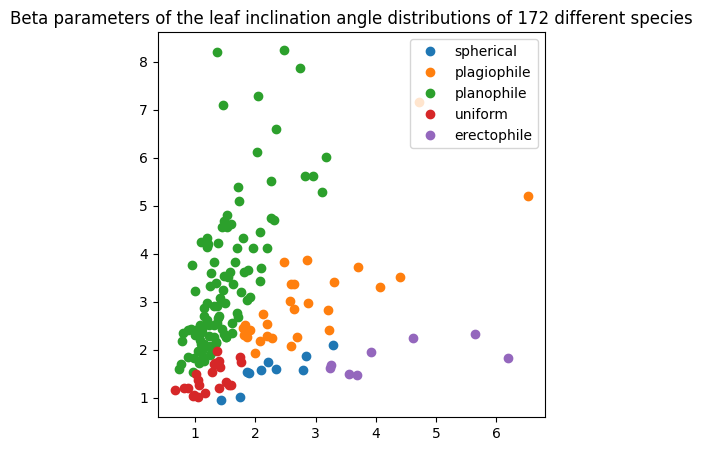 Beta parameters of the leaf inclination angle distributions of 172 different species
spherical
plagiophile
planophile
uniform
erectophile
8
7
6
5
4
3
2
1
1 2 3 4 5 6